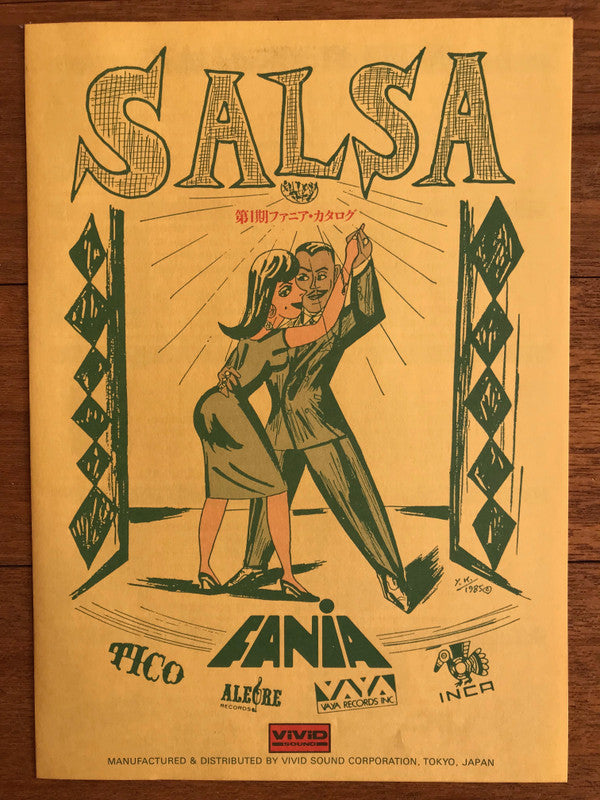 SALSA
第1期ファニア・カタログ
Y.K.
1985
FANIA
TICO
ALEGRE
RECORDS
VAYA
VAYA RECORDS INC
INCA
ViViD
SOUND
MANUFACTURED & DISTRIBUTED BY VIVID SOUND CORPORATION, TOKYO, JAPAN